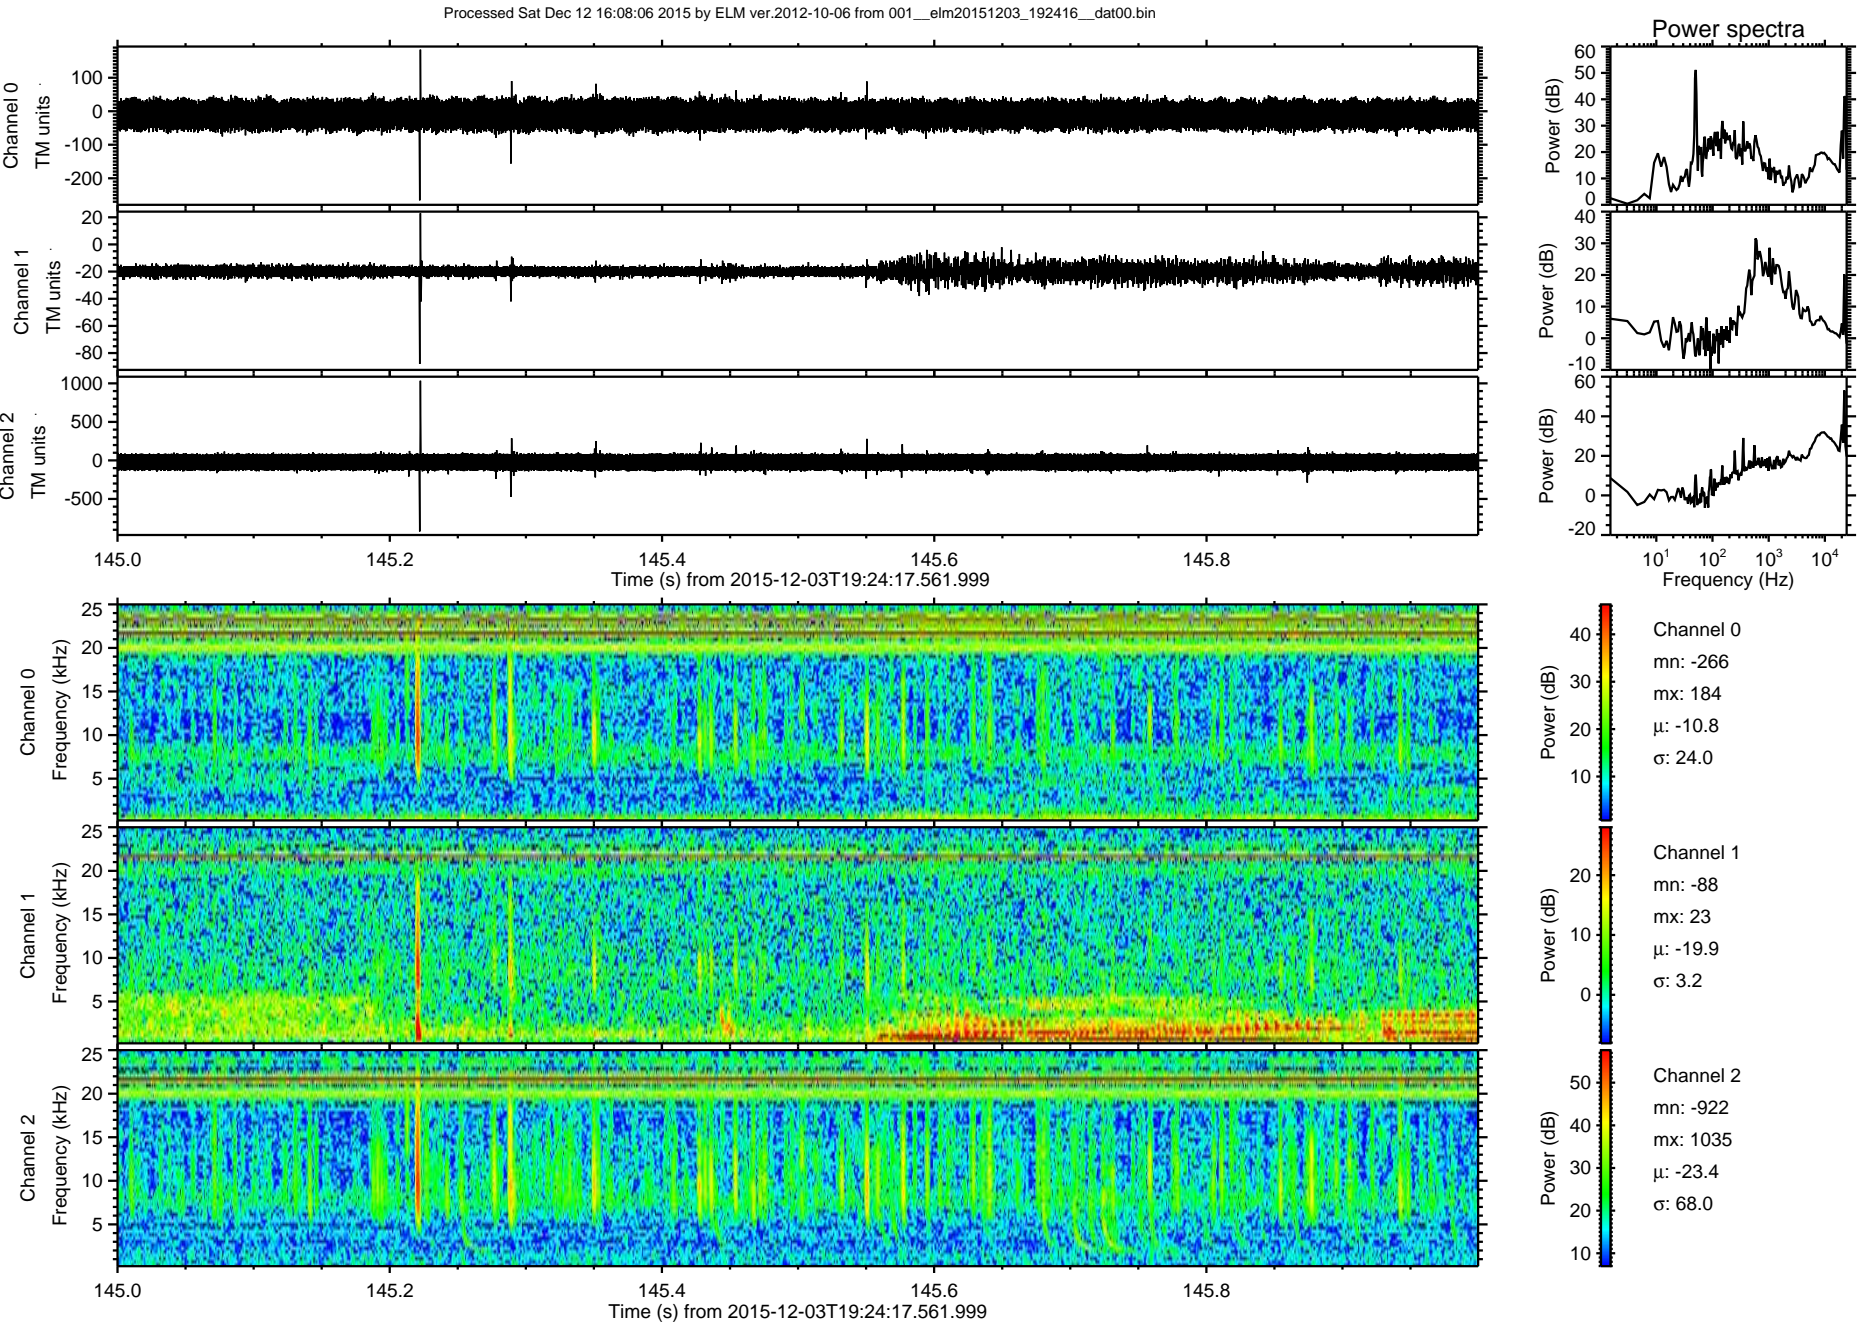 Processed Sat Dec 12 16:08:06 2015 by ELM ver.2012-10-06 from 001__elm20151203_192416__dat00.bin
Power spectra
Channel 0
TM units
100
0
-100
-200
Power (dB)
60
50
40
30
20
10
0
Channel 1
TM units
20
0
-20
-40
-60
-80
Power (dB)
40
30
20
10
0
-10
Channel 2
TM units
1000
500
0
-500
Power (dB)
60
40
20
0
-20
145.0 145.2 145.4 145.6 145.8
Time (s) from 2015-12-03T19:24:17.561.999
10¹ 10² 10³ 10⁴
Frequency (Hz)
Channel 0
Frequency (kHz)
25
20
15
10
5
Power (dB)
40
30
20
10
Channel 0
mn: -266
mx: 184
μ: -10.8
σ: 24.0
Channel 1
Frequency (kHz)
25
20
15
10
5
Power (dB)
20
10
0
Channel 1
mn: -88
mx: 23
μ: -19.9
σ: 3.2
Channel 2
Frequency (kHz)
25
20
15
10
5
Power (dB)
50
40
30
20
10
Channel 2
mn: -922
mx: 1035
μ: -23.4
σ: 68.0
145.0 145.2 145.4 145.6 145.8
Time (s) from 2015-12-03T19:24:17.561.999